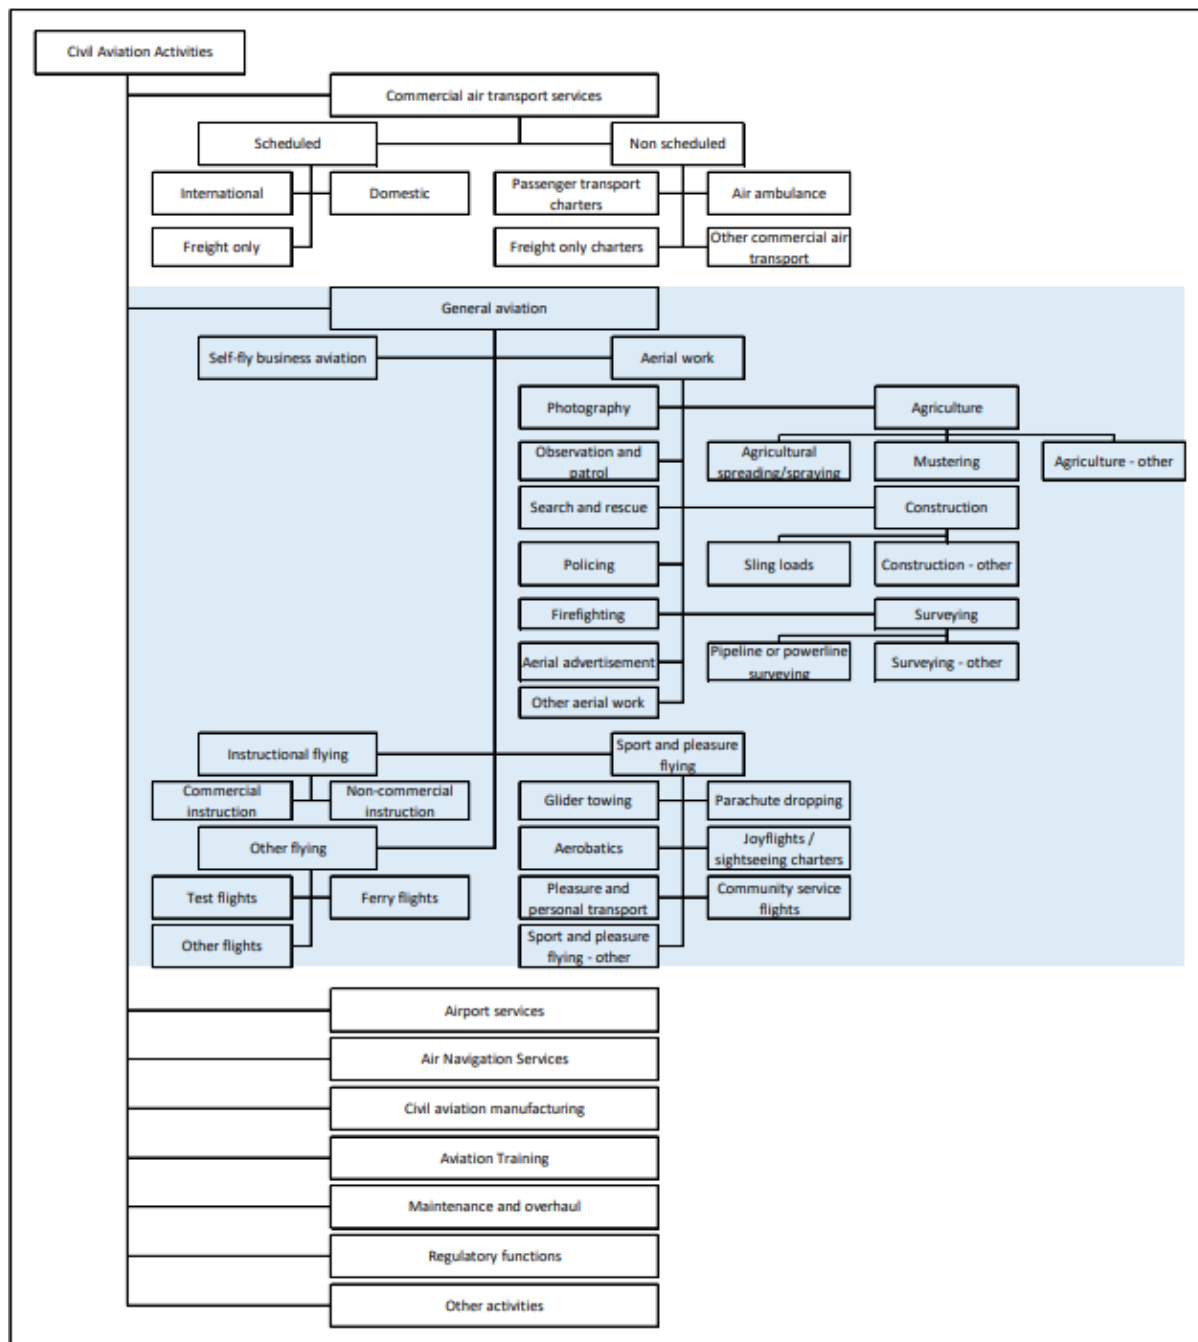 Civil Aviation Activities
Commercial air transport services
Scheduled
Non scheduled
International
Domestic
Passenger transport
charters
Air ambulance
Freight only
Freight only charters
Other commercial air
transport
General aviation
Self-fly business aviation
Aerial work
Photography
Agriculture
Observation and
patrol
Agricultural
spreading/spraying
Mustering
Agriculture - other
Search and rescue
Construction
Policing
Sling loads
Construction - other
Firefighting
Surveying
Aerial advertisement
Pipeline or powerline
surveying
Surveying - other
Other aerial work
Instructional flying
Sport and pleasure
flying
Commercial
instruction
Non-commercial
instruction
Glider towing
Parachute dropping
Other flying
Aerobatics
Joyflights /
sightseeing charters
Test flights
Ferry flights
Pleasure and
personal transport
Community service
flights
Other flights
Sport and pleasure
flying - other
Airport services
Air Navigation Services
Civil aviation manufacturing
Aviation Training
Maintenance and overhaul
Regulatory functions
Other activities